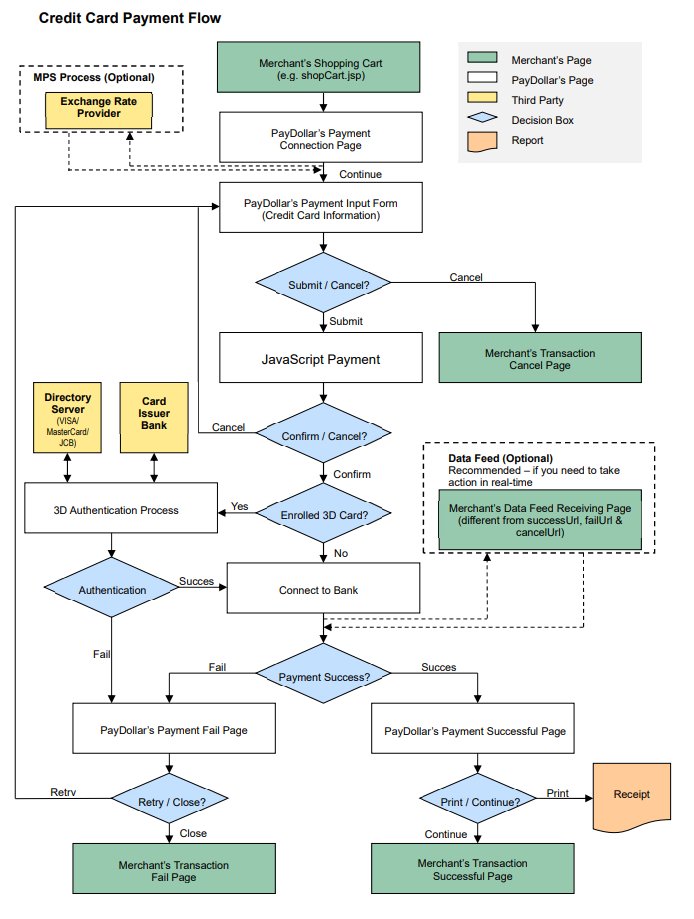 Credit Card Payment Flow
Merchant's Shopping Cart
(e.g. shopCart.jsp)
Merchant's Page
PayDollar's Page
Third Party
Decision Box
Report
MPS Process (Optional)
Exchange Rate
Provider
PayDollar's Payment
Connection Page
Continue
PayDollar's Payment Input Form
(Credit Card Information)
Submit / Cancel?
Cancel
Submit
JavaScript Payment
Merchant's Transaction
Cancel Page
Directory
Server
(VISA/
MasterCard/
JCB)
Card
Issuer
Bank
Cancel
Confirm / Cancel?
Confirm
Data Feed (Optional)
Recommended – if you need to take
action in real-time
Merchant's Data Feed Receiving Page
(different from successUrl, failUrl &
cancelUrl)
3D Authentication Process
Yes
Enrolled 3D Card?
No
Authentication
Succes
Connect to Bank
Fail
Fail
Payment Success?
Succes
PayDollar's Payment Fail Page
PayDollar's Payment Successful Page
Retry
Retry / Close?
Close
Print / Continue?
Print
Receipt
Continue
Merchant's Transaction
Fail Page
Merchant's Transaction
Successful Page